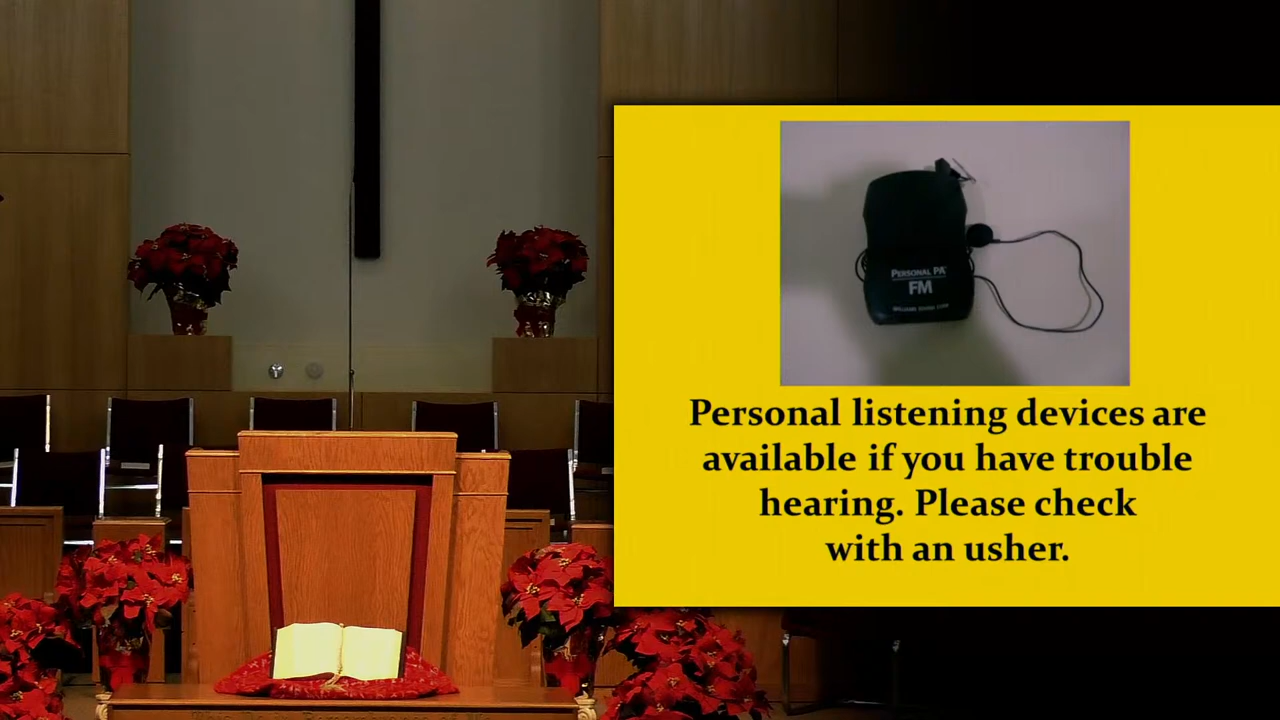 PERSONAL PA
FM
Personal listening devices are
available if you have trouble
hearing. Please check
with an usher.